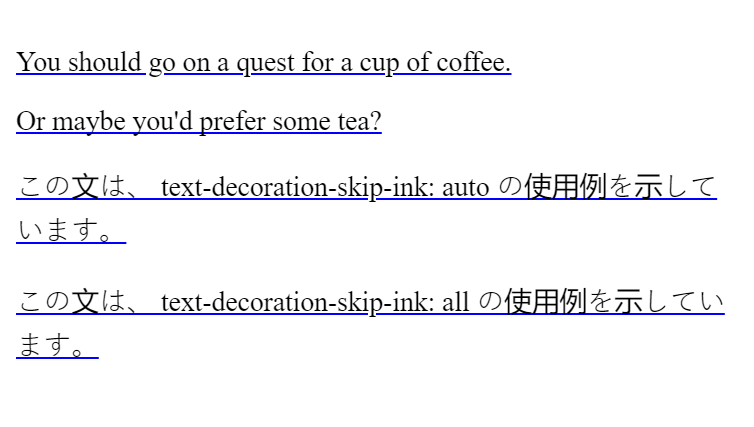 You should go on a quest for a cup of coffee.
Or maybe you'd prefer some tea?
この文は、 text-decoration-skip-ink: auto の使用例を示して
います。
この文は、 text-decoration-skip-ink: all の使用例を示してい
ます。